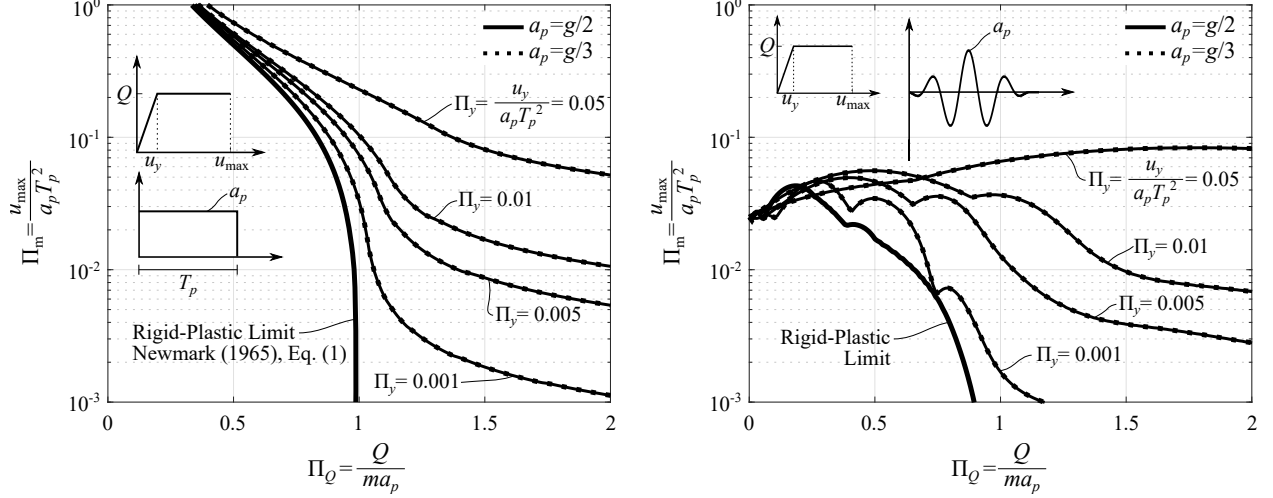 10^0
10^-1
10^-2
10^-3
Π_m = u_max / a_p T_p^2
0
0.5
1
1.5
2
Π_Q = Q / ma_p
a_p = g/2
a_p = g/3
Q
u_y
u_max
a_p
T_p
Π_y = u_y / a_p T_p^2 = 0.05
Π_y = 0.01
Π_y = 0.005
Π_y = 0.001
Rigid-Plastic Limit
Newmark (1965), Eq. (1)
10^0
10^-1
10^-2
10^-3
Π_m = u_max / a_p T_p^2
0
0.5
1
1.5
2
Π_Q = Q / ma_p
a_p = g/2
a_p = g/3
Q
u_y
u_max
a_p
Π_y = u_y / a_p T_p^2 = 0.05
Π_y = 0.01
Π_y = 0.005
Π_y = 0.001
Rigid-Plastic
Limit